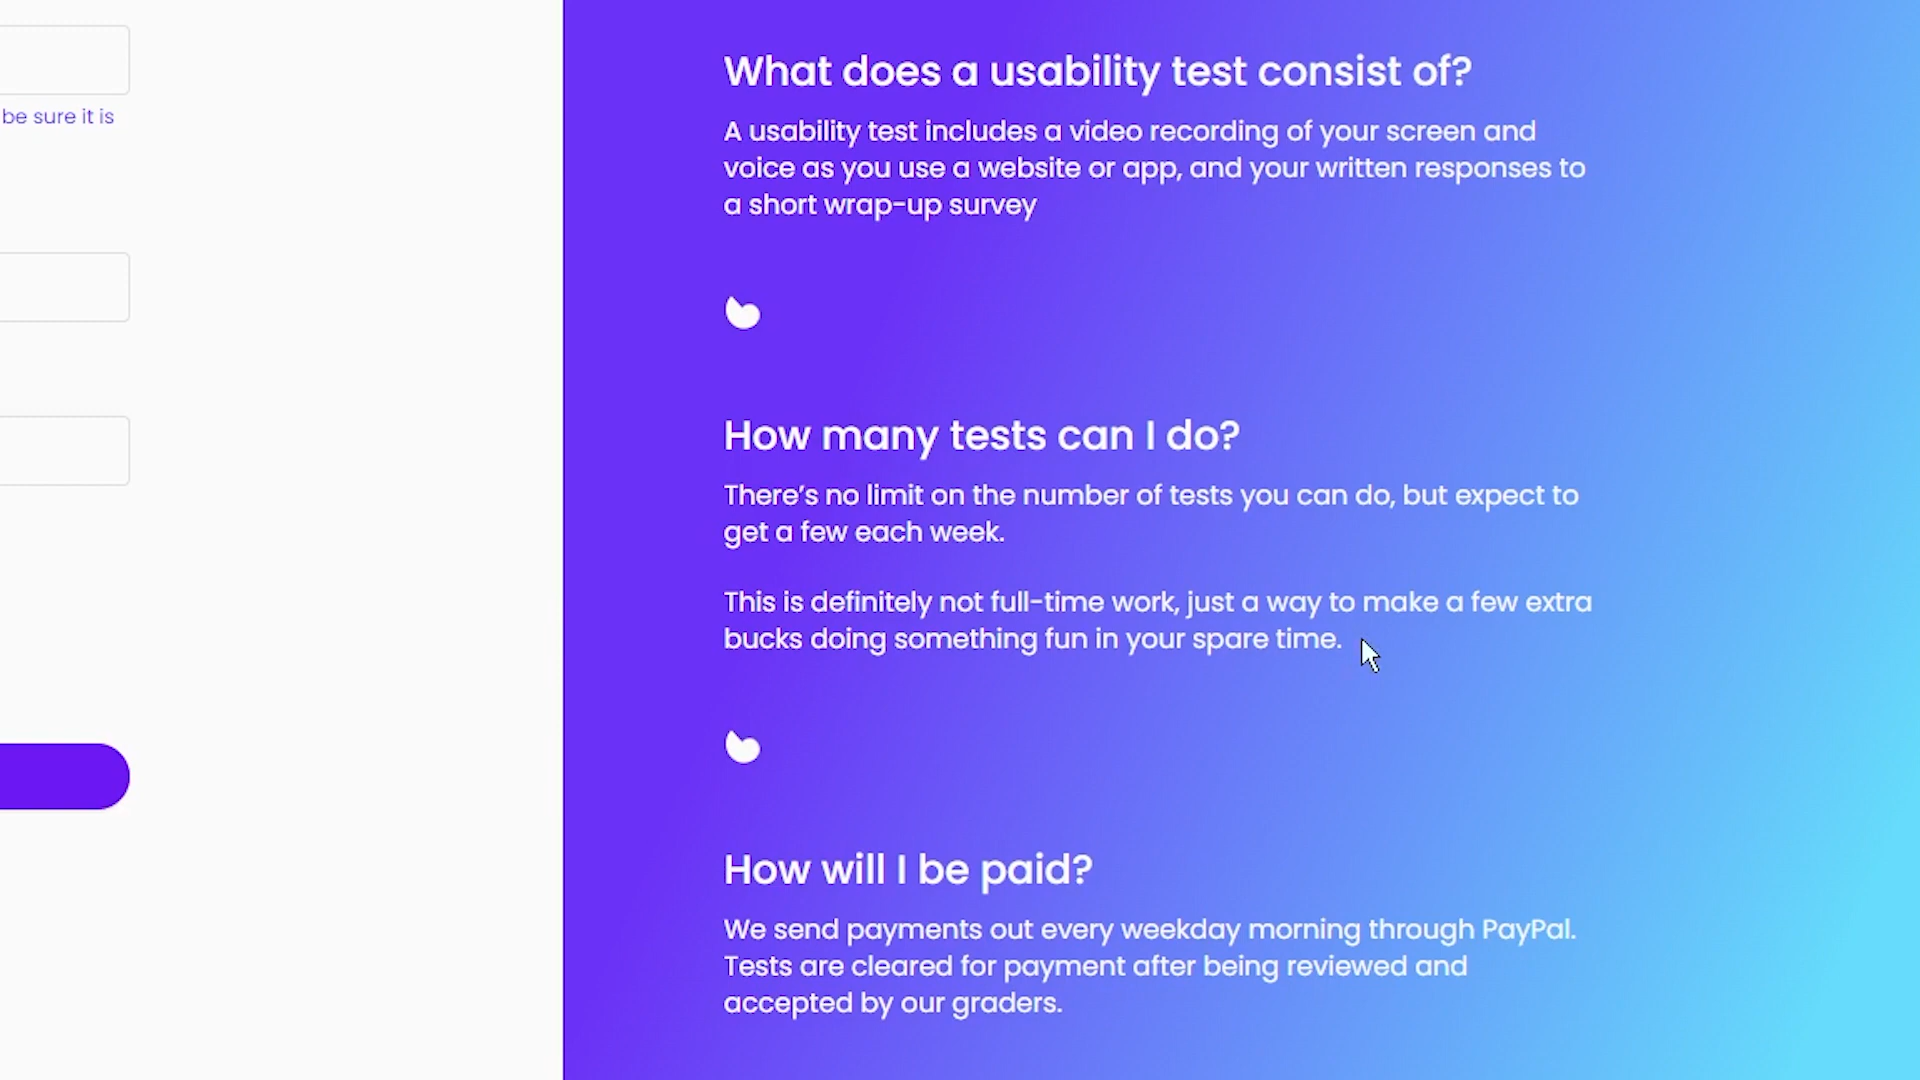 be sure it is
What does a usability test consist of?
A usability test includes a video recording of your screen and
voice as you use a website or app, and your written responses to
a short wrap-up survey
How many tests can I do?
There’s no limit on the number of tests you can do, but expect to
get a few each week.
This is definitely not full-time work, just a way to make a few extra
bucks doing something fun in your spare time.
How will I be paid?
We send payments out every weekday morning through PayPal.
Tests are cleared for payment after being reviewed and
accepted by our graders.